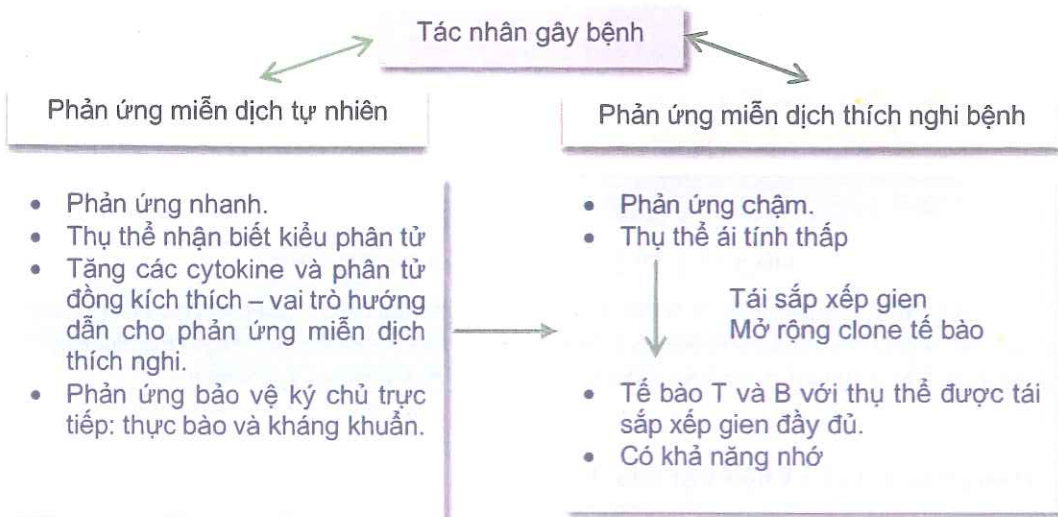 Tác nhân gây bệnh
Phản ứng miễn dịch tự nhiên
Phản ứng miễn dịch thích nghi bệnh
• Phản ứng nhanh.
• Thụ thể nhận biết kiểu phân tử
• Tăng các cytokine và phân tử
đồng kích thích – vai trò hướng
dẫn cho phản ứng miễn dịch
thích nghi.
• Phản ứng bảo vệ ký chủ trực
tiếp: thực bào và kháng khuẩn.
• Phản ứng chậm.
• Thụ thể ái tính thấp
Tái sắp xếp gien
Mở rộng clone tế bào
• Tế bào T và B với thụ thể được tái
sắp xếp gien đầy đủ.
• Có khả năng nhớ